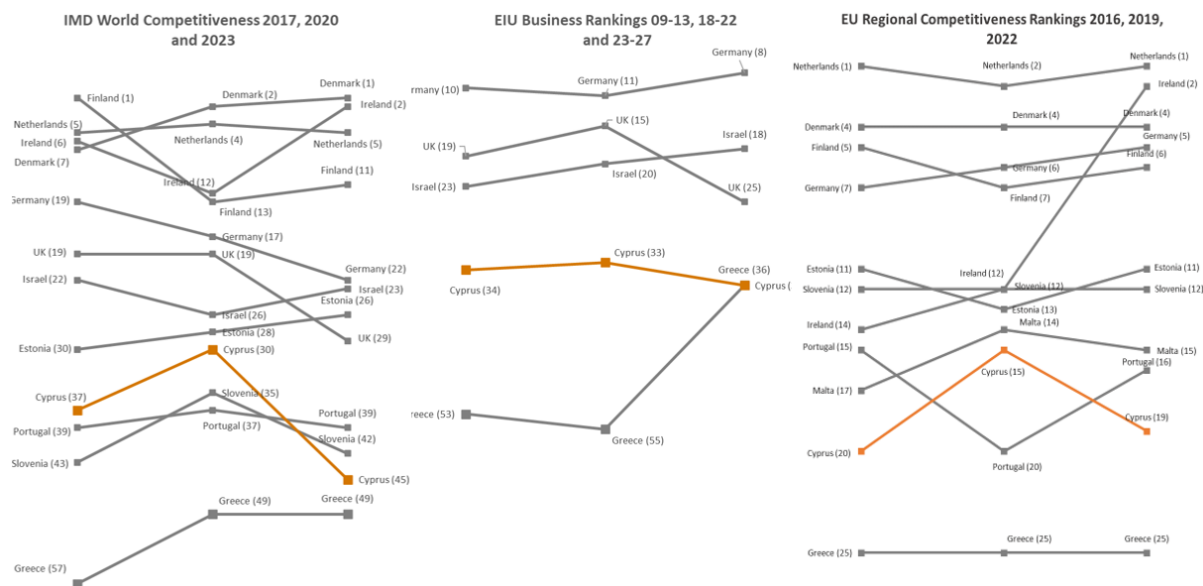 IMD World Competitiveness 2017, 2020
and 2023
Finland (1)
Netherlands (5)
Ireland (6)
Denmark (7)
Germany (19)
UK (19)
Israel (22)
Estonia (30)
Cyprus (37)
Portugal (39)
Slovenia (43)
Greece (57)
Denmark (2)
Netherlands (4)
Ireland (12)
Finland (13)
Germany (17)
UK (19)
Israel (26)
Estonia (28)
Cyprus (30)
Slovenia (35)
Portugal (37)
Greece (49)
Denmark (1)
Ireland (2)
Netherlands (5)
Finland (11)
Germany (22)
Israel (23)
Estonia (26)
UK (29)
Portugal (39)
Slovenia (42)
Cyprus (45)
Greece (49)
EIU Business Rankings 09-13, 18-22
and 23-27
ermany (10)
UK (19)
Israel (23)
Cyprus (34)
reece (53)
Germany (11)
UK (15)
Israel (20)
Cyprus (33)
Greece (55)
Germany (8)
Israel (18)
UK (25)
Greece (36)
Cyprus (
EU Regional Competitiveness Rankings 2016, 2019,
2022
Netherlands (1)
Denmark (4)
Finland (5)
Germany (7)
Estonia (11)
Slovenia (12)
Ireland (14)
Portugal (15)
Malta (17)
Cyprus (20)
Greece (25)
Netherlands (2)
Denmark (4)
Germany (6)
Finland (7)
Ireland (12)
Slovenia (12)
Estonia (13)
Malta (14)
Cyprus (15)
Portugal (20)
Greece (25)
Netherlands (1)
Ireland (2)
Denmark (4)
Germany (5)
Finland (6)
Estonia (11)
Slovenia (12)
Malta (15)
Portugal (16)
Cyprus (19)
Greece (25)